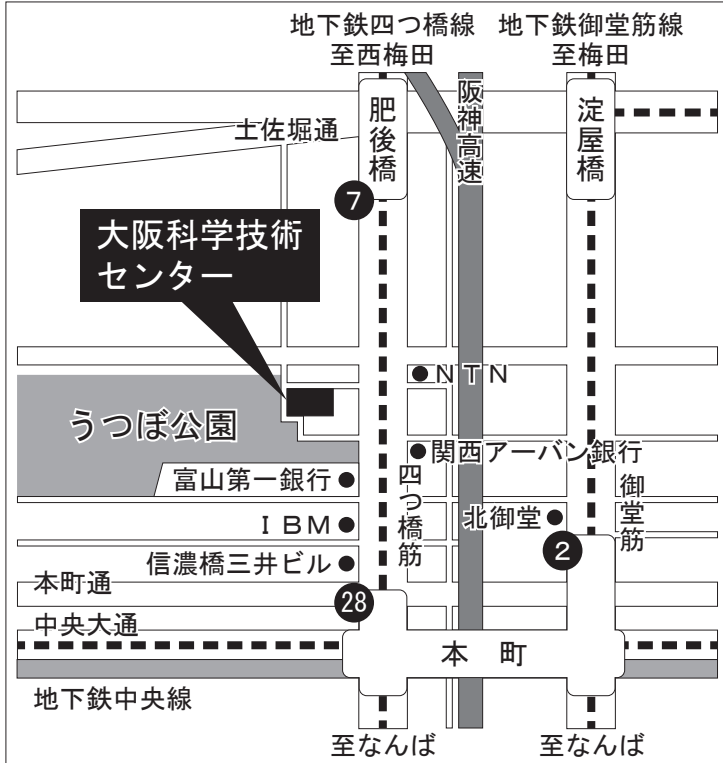 地下鉄四つ橋線
至西梅田
地下鉄御堂筋線
至梅田
肥後橋
阪神高速
淀屋橋
土佐堀通
7
大阪科学技術
センター
NTN
うつぼ公園
関西アーバン銀行
富山第一銀行
四つ橋筋
御堂筋
IBM
北御堂
2
信濃橋三井ビル
本町通
28
中央大通
本町
地下鉄中央線
至なんば
至なんば